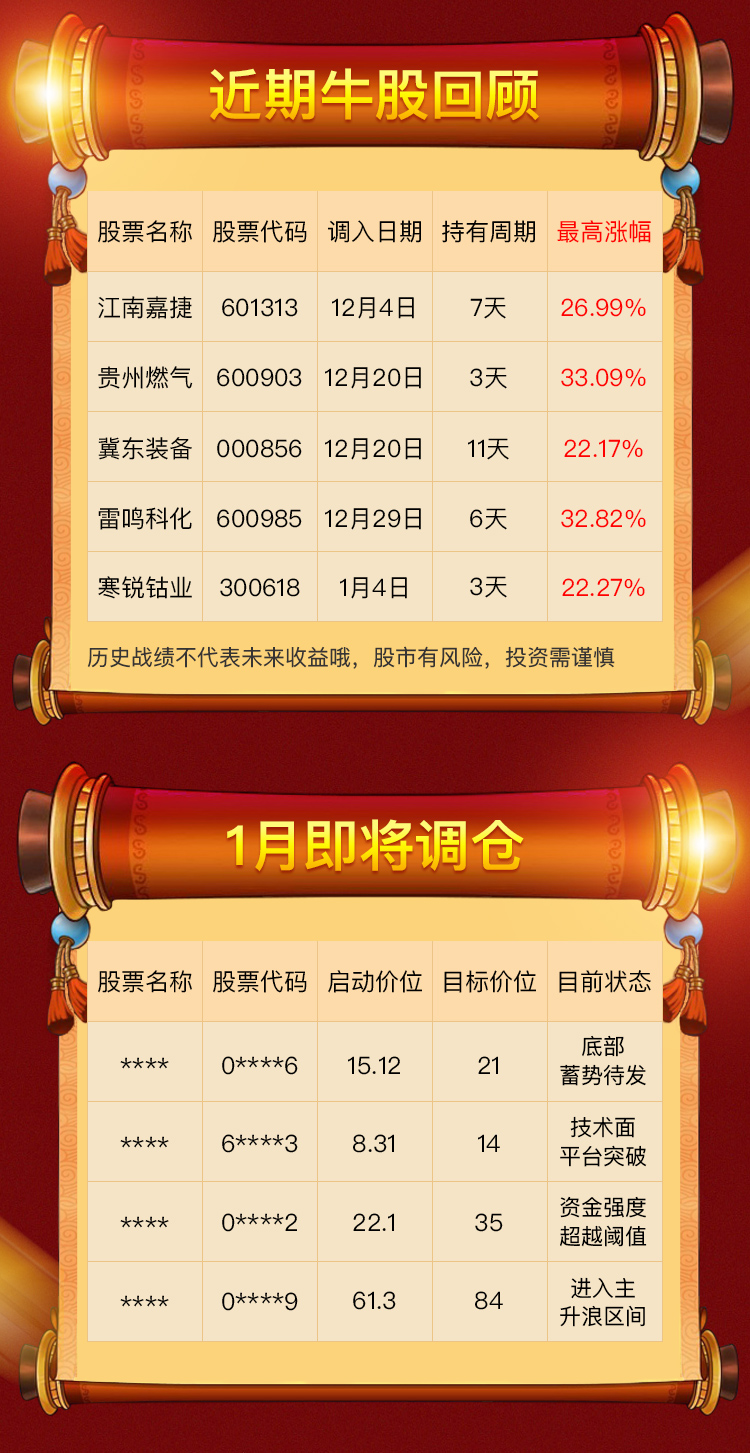 近期牛股回顾
股票名称 股票代码 调入日期 持有周期 最高涨幅
江南嘉捷 601313 12月4日 7天 26.99%
贵州燃气 600903 12月20日 3天 33.09%
冀东装备 000856 12月20日 11天 22.17%
雷鸣科化 600985 12月29日 6天 32.82%
寒锐钴业 300618 1月4日 3天 22.27%
历史战绩不代表未来收益哦，股市有风险，投资需谨慎
1月即将调仓
股票名称 股票代码 启动价位 目标价位 目前状态
**** 0****6 15.12 21 底部
蓄势待发
**** 6****3 8.31 14 技术面
平台突破
**** 0****2 22.1 35 资金强度
超越阈值
**** 0****9 61.3 84 进入主
升浪区间